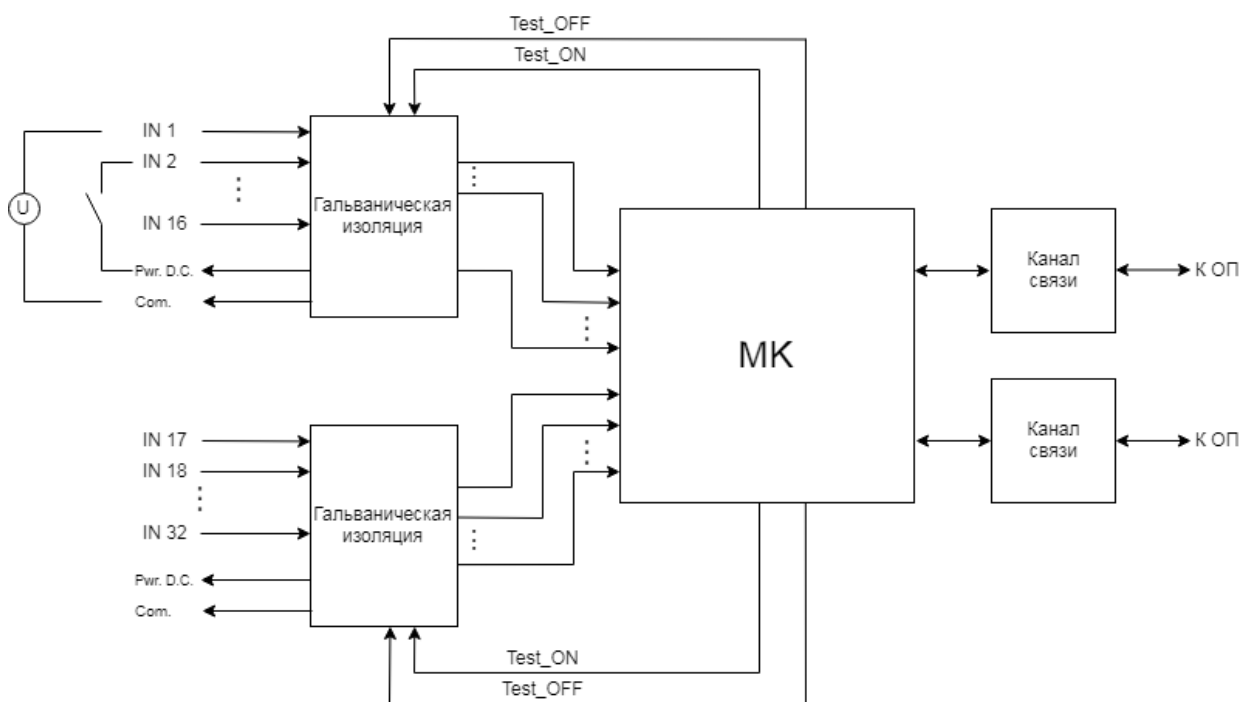 Test_OFF
Test_ON
IN 1
IN 2
IN 16
Pwr. D.C.
Com.
U
Гальваническая
изоляция
МК
Канал
связи
К ОП
IN 17
IN 18
IN 32
Pwr. D.C.
Com.
Гальваническая
изоляция
Канал
связи
К ОП
Test_ON
Test_OFF